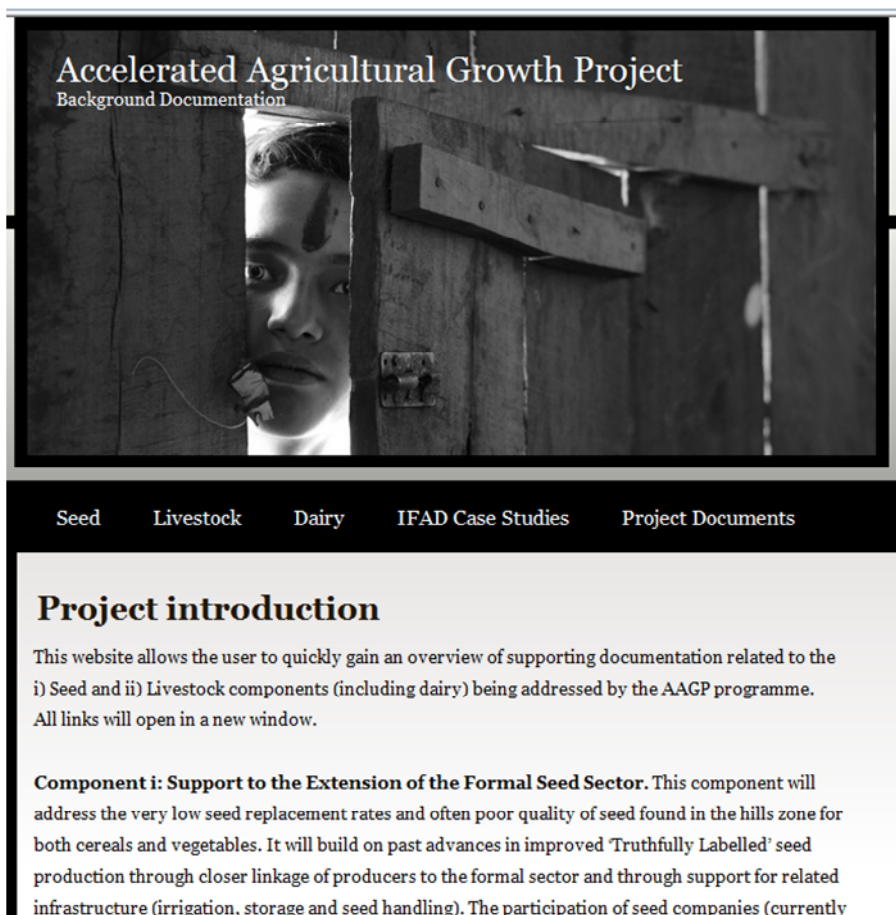 Accelerated Agricultural Growth Project
Background Documentation
Seed Livestock Dairy IFAD Case Studies Project Documents
Project introduction
This website allows the user to quickly gain an overview of supporting documentation related to the
i) Seed and ii) Livestock components (including dairy) being addressed by the AAGP programme.
All links will open in a new window.
Component i: Support to the Extension of the Formal Seed Sector. This component will
address the very low seed replacement rates and often poor quality of seed found in the hills zone for
both cereals and vegetables. It will build on past advances in improved ‘Truthfully Labelled’ seed
production through closer linkage of producers to the formal sector and through support for related
infrastructure (irrigation, storage and seed handling). The participation of seed companies (currently